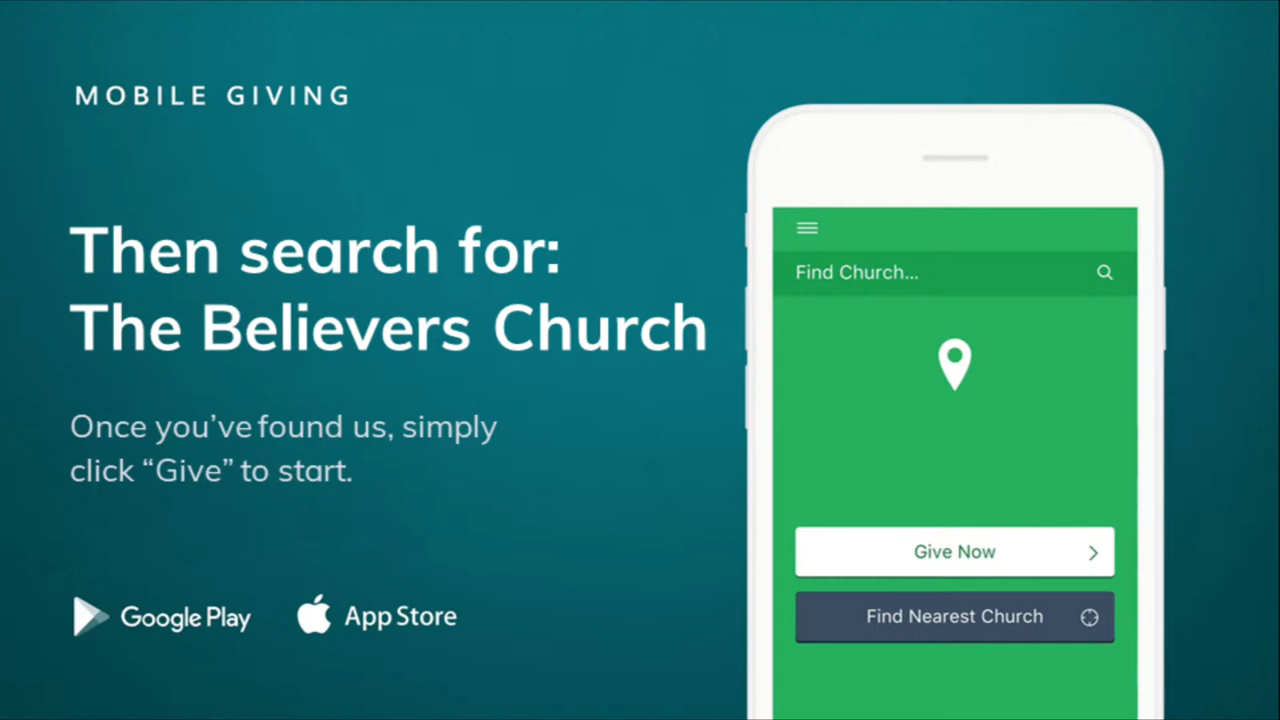 MOBILE GIVING
Then search for:
The Believers Church
Once you’ve found us, simply
click “Give” to start.
Google Play
App Store
Find Church...
Give Now
Find Nearest Church